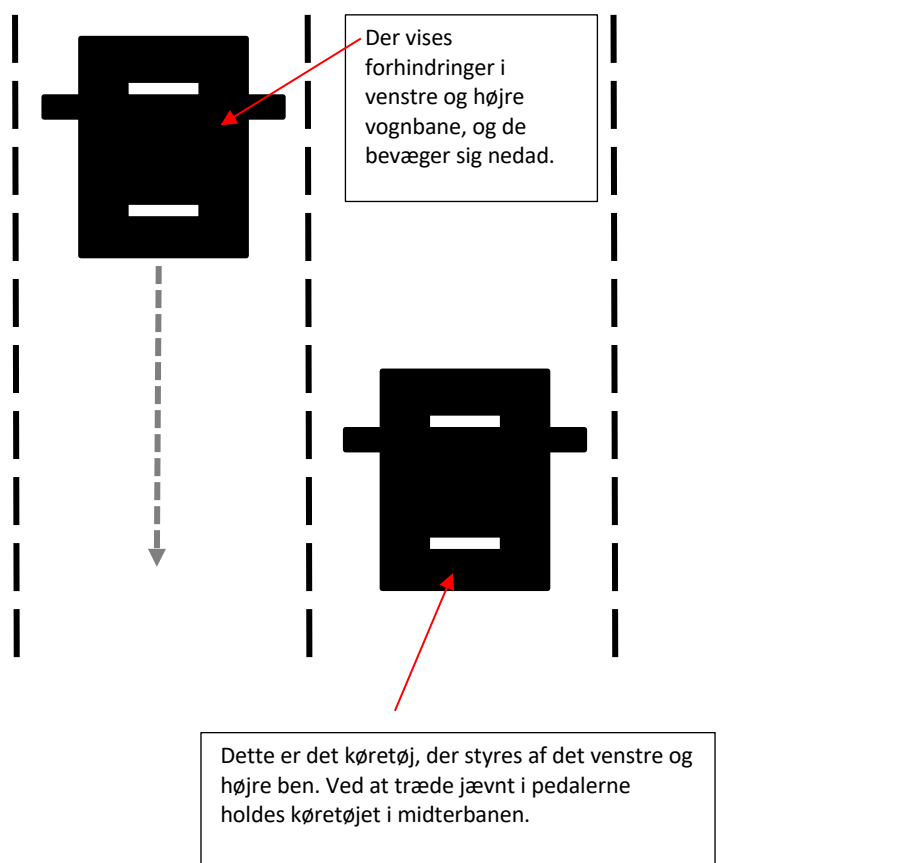 Der vises
forhindringer i
venstre og højre
vognbane, og de
bevæger sig nedad.
Dette er det køretøj, der styres af det venstre og
højre ben. Ved at træde jævnt i pedalerne
holdes køretøjet i midterbanen.